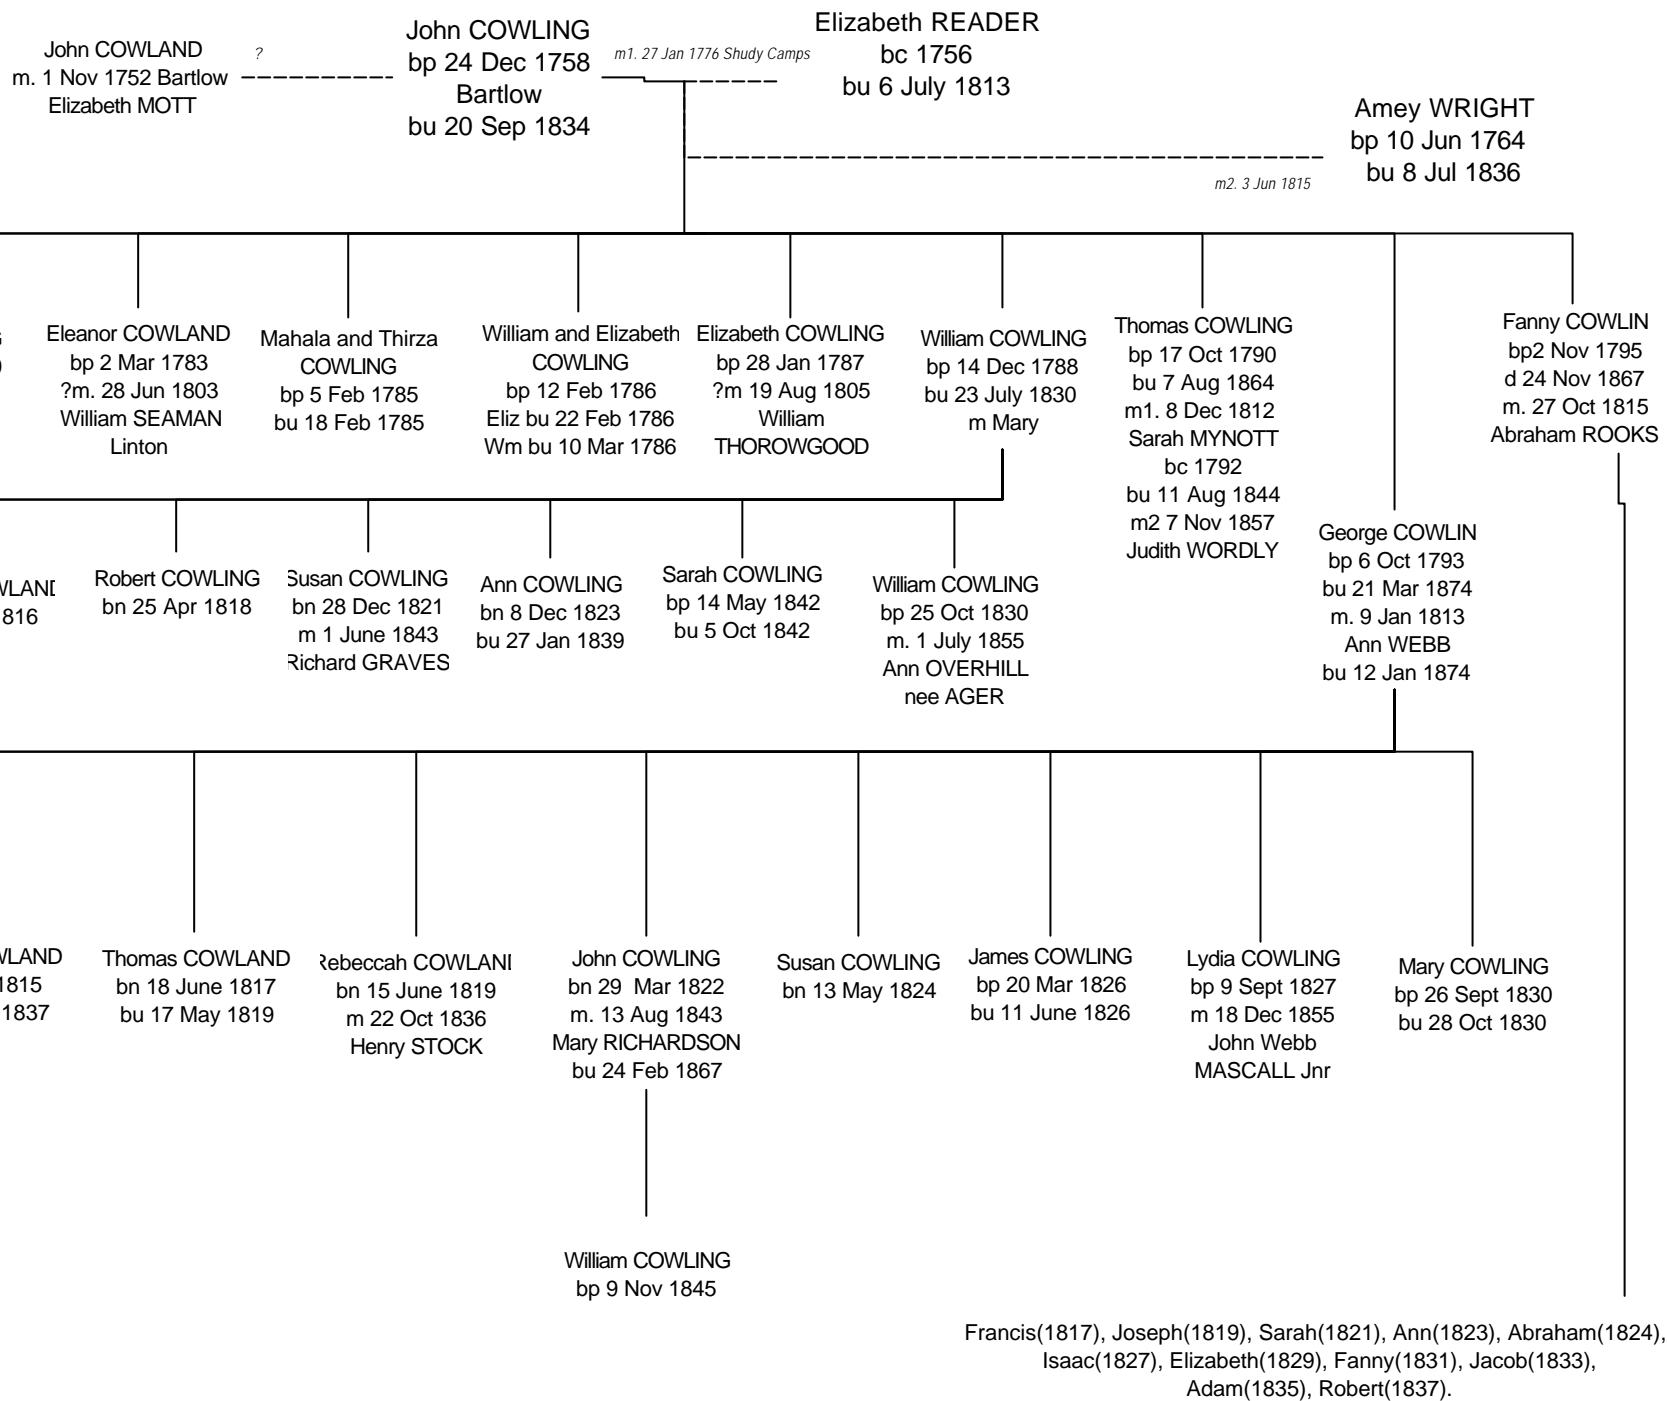 John COWLAND
m. 1 Nov 1752 Bartlow
Elizabeth MOTT
?
John COWLING
bp 24 Dec 1758
Bartlow
bu 20 Sep 1834
m1. 27 Jan 1776 Shudy Camps
Elizabeth READER
bc 1756
bu 6 July 1813
Amey WRIGHT
bp 10 Jun 1764
bu 8 Jul 1836
m2. 3 Jun 1815
Eleanor COWLAND
bp 2 Mar 1783
?m. 28 Jun 1803
William SEAMAN
Linton
Mahala and Thirza
COWLING
bp 5 Feb 1785
bu 18 Feb 1785
William and Elizabeth
COWLING
bp 12 Feb 1786
Eliz bu 22 Feb 1786
Wm bu 10 Mar 1786
Elizabeth COWLING
bp 28 Jan 1787
?m 19 Aug 1805
William
THOROWGOOD
William COWLING
bp 14 Dec 1788
bu 23 July 1830
m Mary
Thomas COWLING
bp 17 Oct 1790
bu 7 Aug 1864
m1. 8 Dec 1812
Sarah MYNOTT
bc 1792
bu 11 Aug 1844
m2 7 Nov 1857
Judith WORDLY
George COWLIN
bp 6 Oct 1793
bu 21 Mar 1874
m. 9 Jan 1813
Ann WEBB
bu 12 Jan 1874
Fanny COWLIN
bp2 Nov 1795
d 24 Nov 1867
m. 27 Oct 1815
Abraham ROOKS
WLAND
816
Robert COWLING
bn 25 Apr 1818
Susan COWLING
bn 28 Dec 1821
m 1 June 1843
Richard GRAVES
Ann COWLING
bn 8 Dec 1823
bu 27 Jan 1839
Sarah COWLING
bp 14 May 1842
bu 5 Oct 1842
William COWLING
bp 25 Oct 1830
m. 1 July 1855
Ann OVERHILL
nee AGER
WLAND
1815
1837
Thomas COWLAND
bn 18 June 1817
bu 17 May 1819
Rebeccah COWLAND
bn 15 June 1819
m 22 Oct 1836
Henry STOCK
John COWLING
bn 29 Mar 1822
m. 13 Aug 1843
Mary RICHARDSON
bu 24 Feb 1867
Susan COWLING
bn 13 May 1824
James COWLING
bp 20 Mar 1826
bu 11 June 1826
Lydia COWLING
bp 9 Sept 1827
m 18 Dec 1855
John Webb
MASCALL Jnr
Mary COWLING
bp 26 Sept 1830
bu 28 Oct 1830
William COWLING
bp 9 Nov 1845
Francis(1817), Joseph(1819), Sarah(1821), Ann(1823), Abraham(1824),
Isaac(1827), Elizabeth(1829), Fanny(1831), Jacob(1833),
Adam(1835), Robert(1837).